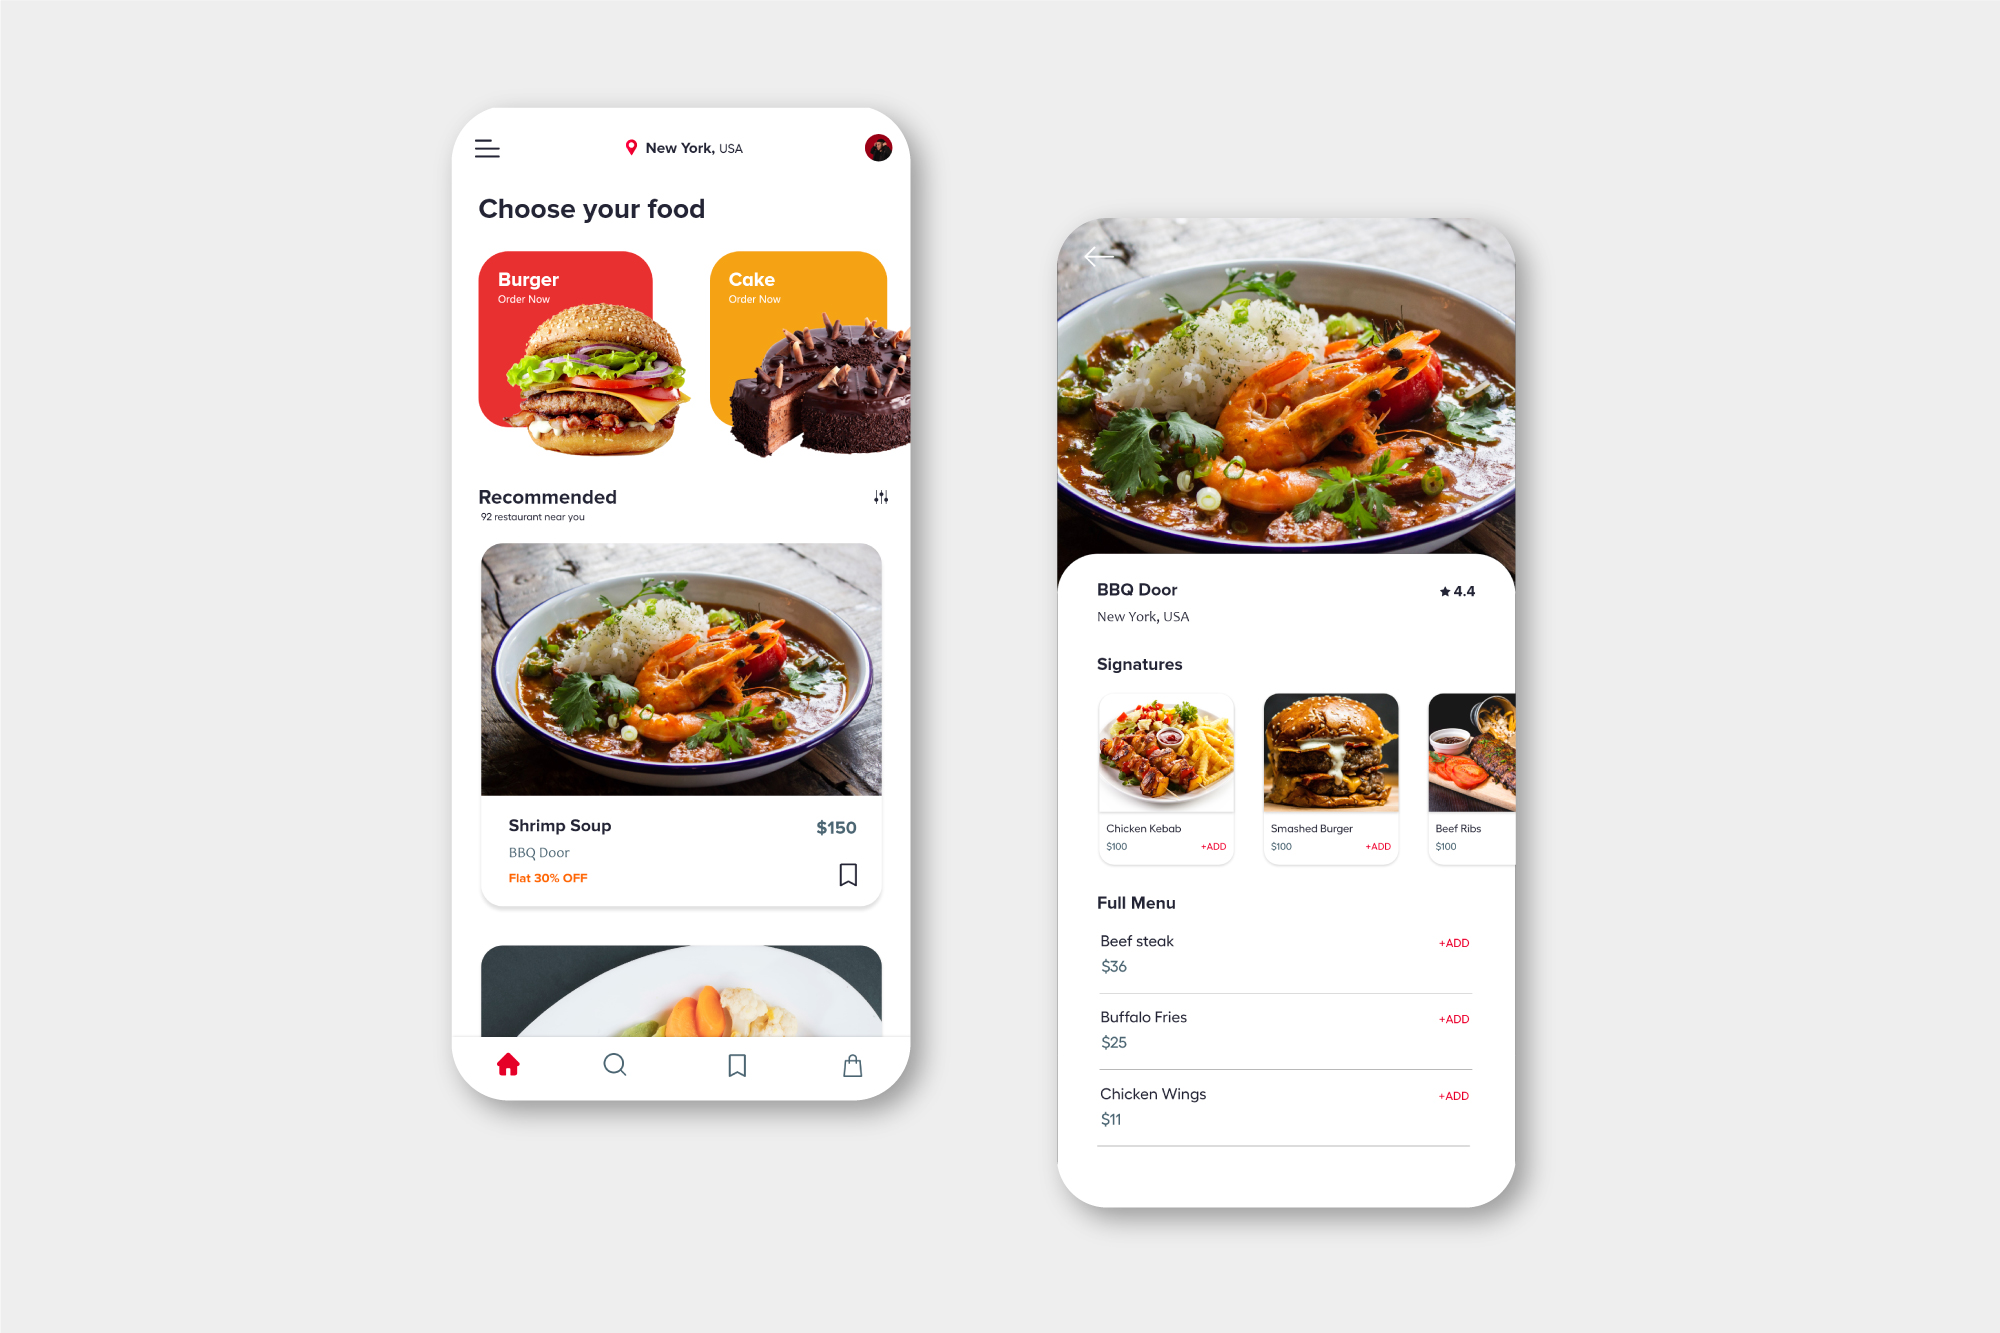 New York, USA
Choose your food
Burger
Order Now
Cake
Order Now
Recommended
92 restaurant near you
Shrimp Soup
$150
BBQ Door
Flat 30% OFF
BBQ Door
4.4
New York, USA
Signatures
Chicken Kebab
$100
+ADD
Smashed Burger
$100
+ADD
Beef Ribs
$100
Full Menu
Beef steak
+ADD
$36
Buffalo Fries
+ADD
$25
Chicken Wings
+ADD
$11